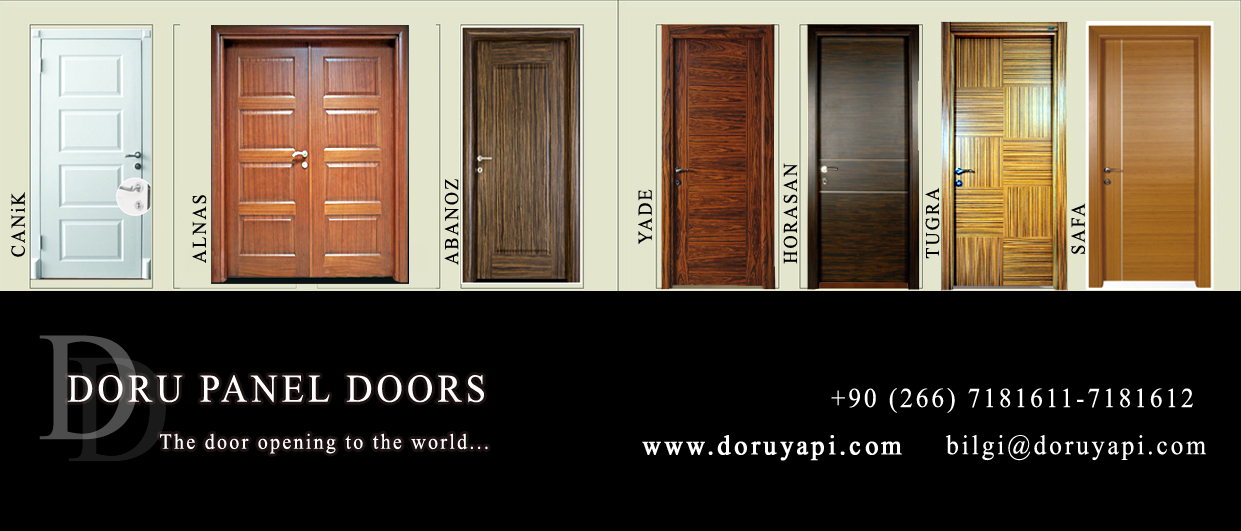 CANiK
ALNAS
ABANOZ
YADE
HORASAN
TUGRA
SAFA
DD
DORU PANEL DOORS
The door opening to the world...
+90 (266) 7181611-7181612
www.doruyapi.com bilgi@doruyapi.com